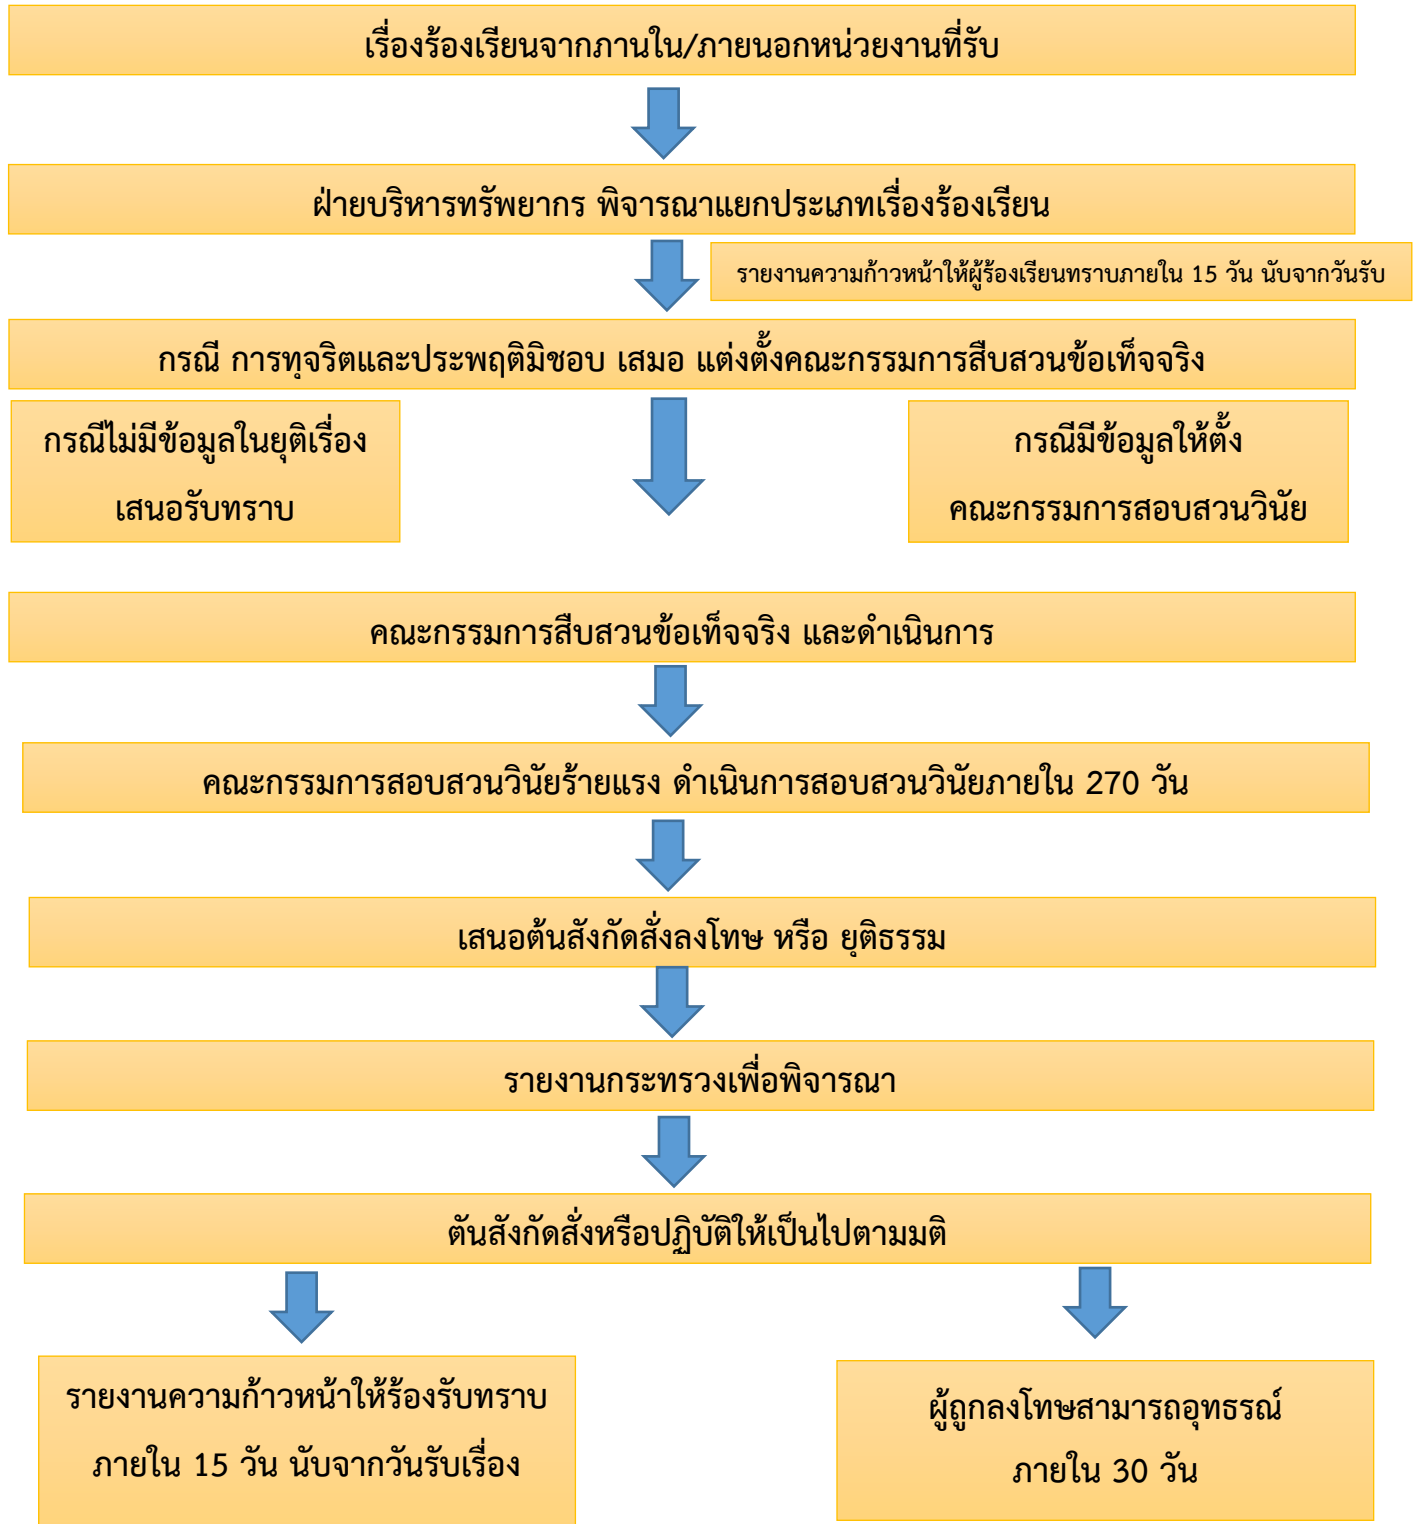 เรื่องร้องเรียนจากภานใน/ภายนอกหน่วยงานที่รับ
ฝ่ายบริหารทรัพยากร พิจารณาแยกประเภทเรื่องร้องเรียน
รายงานความก้าวหน้าให้ผู้ร้องเรียนทราบภายใน 15 วัน นับจากวันรับ
กรณี การทุจริตและประพฤติมิชอบ เสมอ แต่งตั้งคณะกรรมการสืบสวนข้อเท็จจริง
กรณีไม่มีข้อมูลในยุติเรื่อง
เสนอรับทราบ
กรณีมีข้อมูลให้ตั้ง
คณะกรรมการสอบสวนวินัย
คณะกรรมการสืบสวนข้อเท็จจริง และดำเนินการ
คณะกรรมการสอบสวนวินัยร้ายแรง ดำเนินการสอบสวนวินัยภายใน 270 วัน
เสนอต้นสังกัดสั่งลงโทษ หรือ ยุติธรรม
รายงานกระทรวงเพื่อพิจารณา
ตันสังกัดสั่งหรือปฏิบัติให้เป็นไปตามมติ
รายงานความก้าวหน้าให้ร้องรับทราบ
ภายใน 15 วัน นับจากวันรับเรื่อง
ผู้ถูกลงโทษสามารถอุทธรณ์
ภายใน 30 วัน